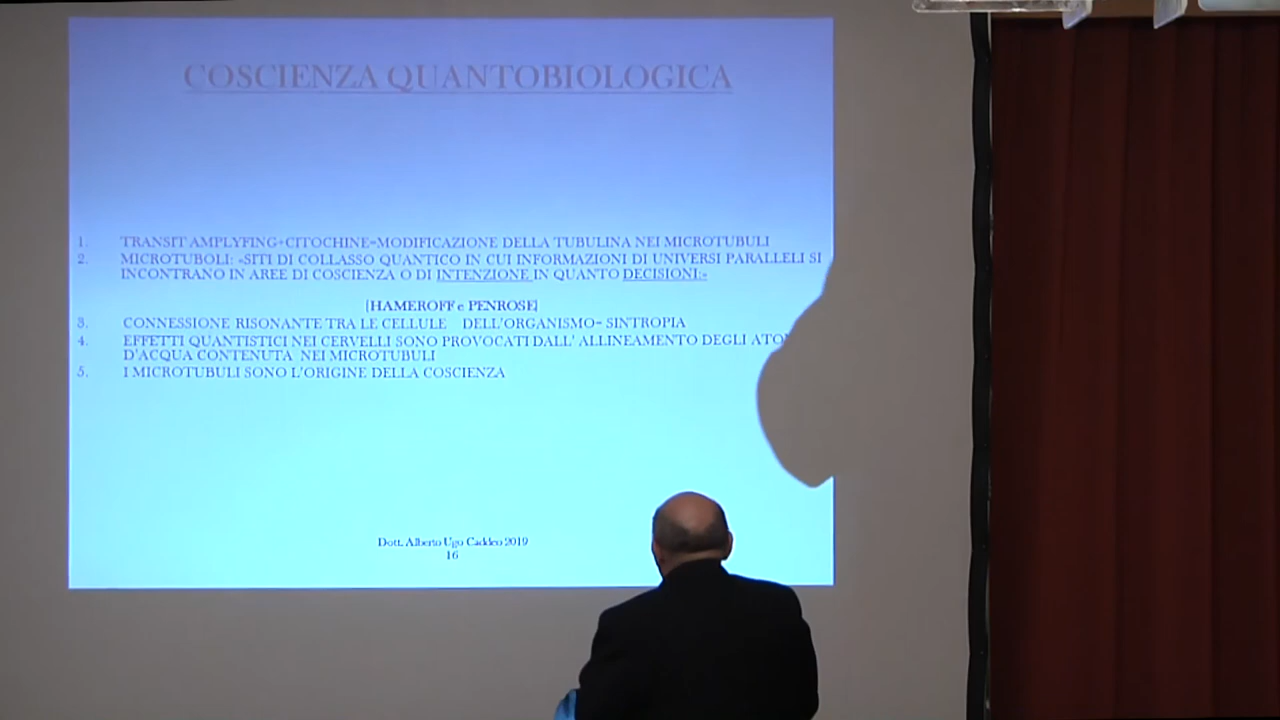 COSCIENZA QUANTOBIOLOGICA
1. TRANSIT AMPLYFING+CITOCHINE=MODIFICAZIONE DELLA TUBULINA NEI MICROTUBULI
2. MICROTUBOLI: «SITI DI COLLASSO QUANTICO IN CUI INFORMAZIONI DI UNIVERSI PARALLELI SI
INCONTRANO IN AREE DI COSCIENZA O DI INTENZIONE IN QUANTO DECISIONI:»
[HAMEROFF e PENROSE]
3. CONNESSIONE RISONANTE TRA LE CELLULE DELL'ORGANISMO= SINTROPIA
4. EFFETTI QUANTISTICI NEI CERVELLI SONO PROVOCATI DALL' ALLINEAMENTO DEGLI
D'ACQUA CONTENUTA NEI MICROTUBULI
5. I MICROTUBULI SONO L'ORIGINE DELLA COSCIENZA
Dott. Alberto Ugo Caddeo 2019
16